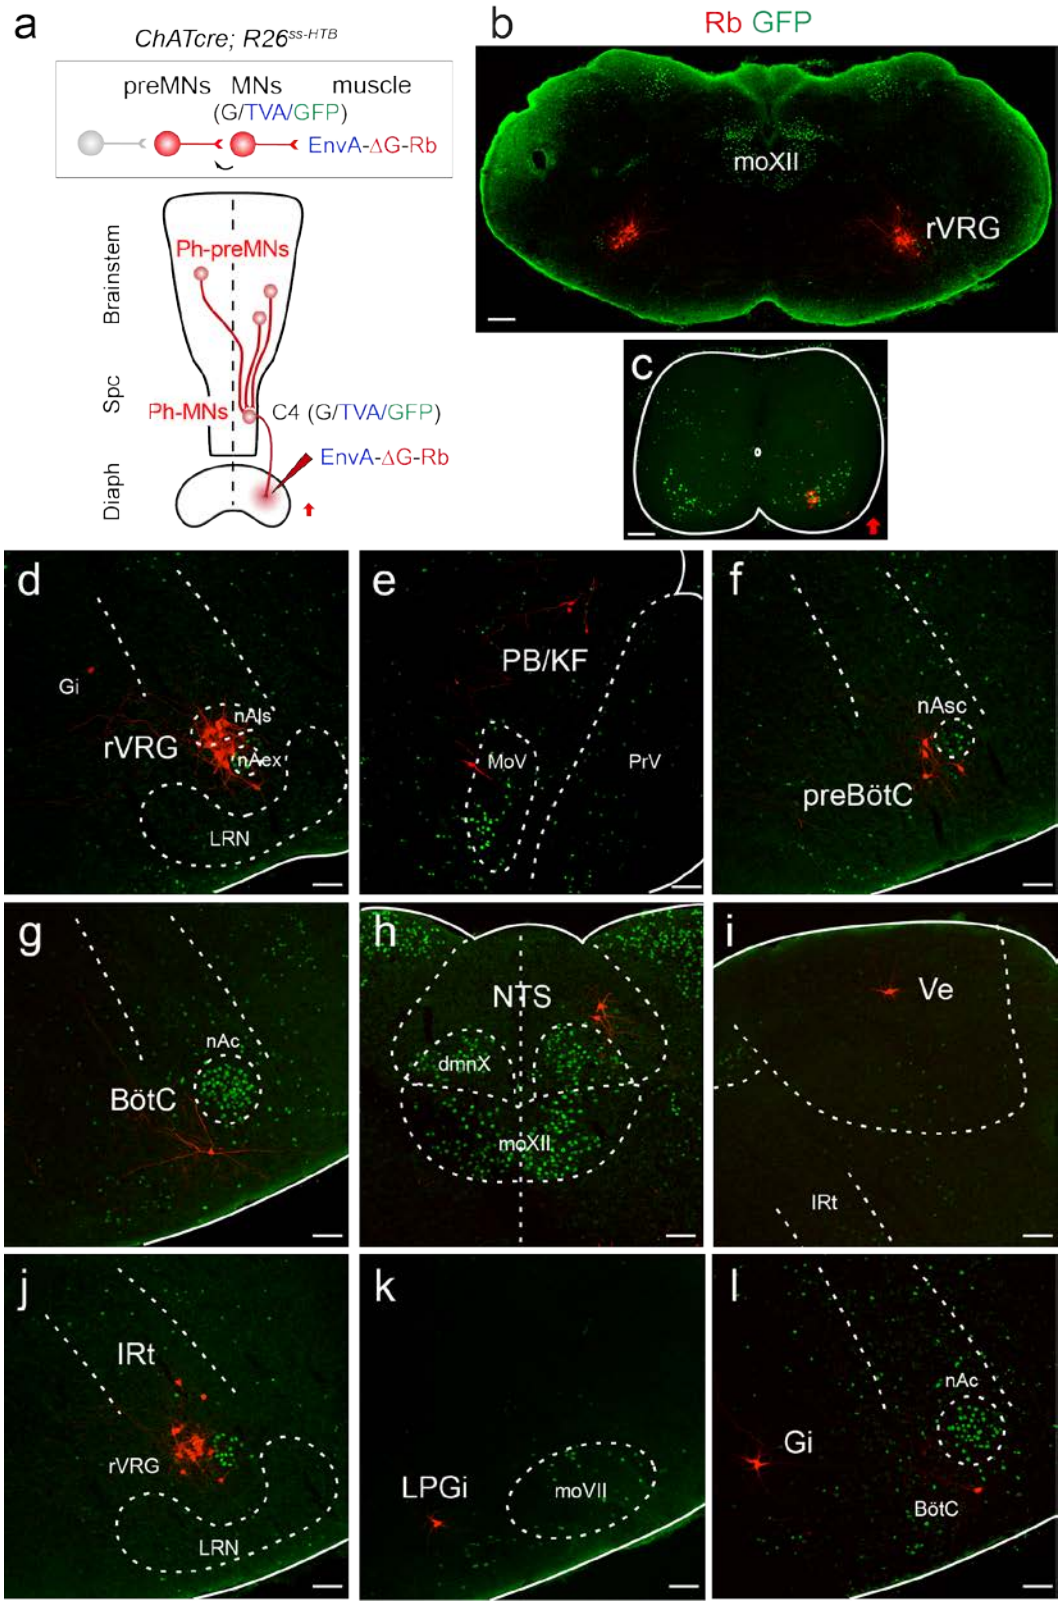 a
ChATcre; R26ss-HTB
preMNs MNs muscle
(G/TVA/GFP)
EnvA-ΔG-Rb
Brainstem
Ph-preMNs
Spc
Ph-MNs
C4 (G/TVA/GFP)
EnvA-ΔG-Rb
Diaph
b
Rb GFP
moXII
rVRG
c
d
Gi
nAls
rVRG
nAex
LRN
e
PB/KF
MoV
PrV
f
nAsc
preBötC
g
nAc
BötC
h
NTS
dmnX
moXII
i
Ve
IRt
j
IRt
rVRG
LRN
k
LPGi
moVII
l
nAc
Gi
BötC